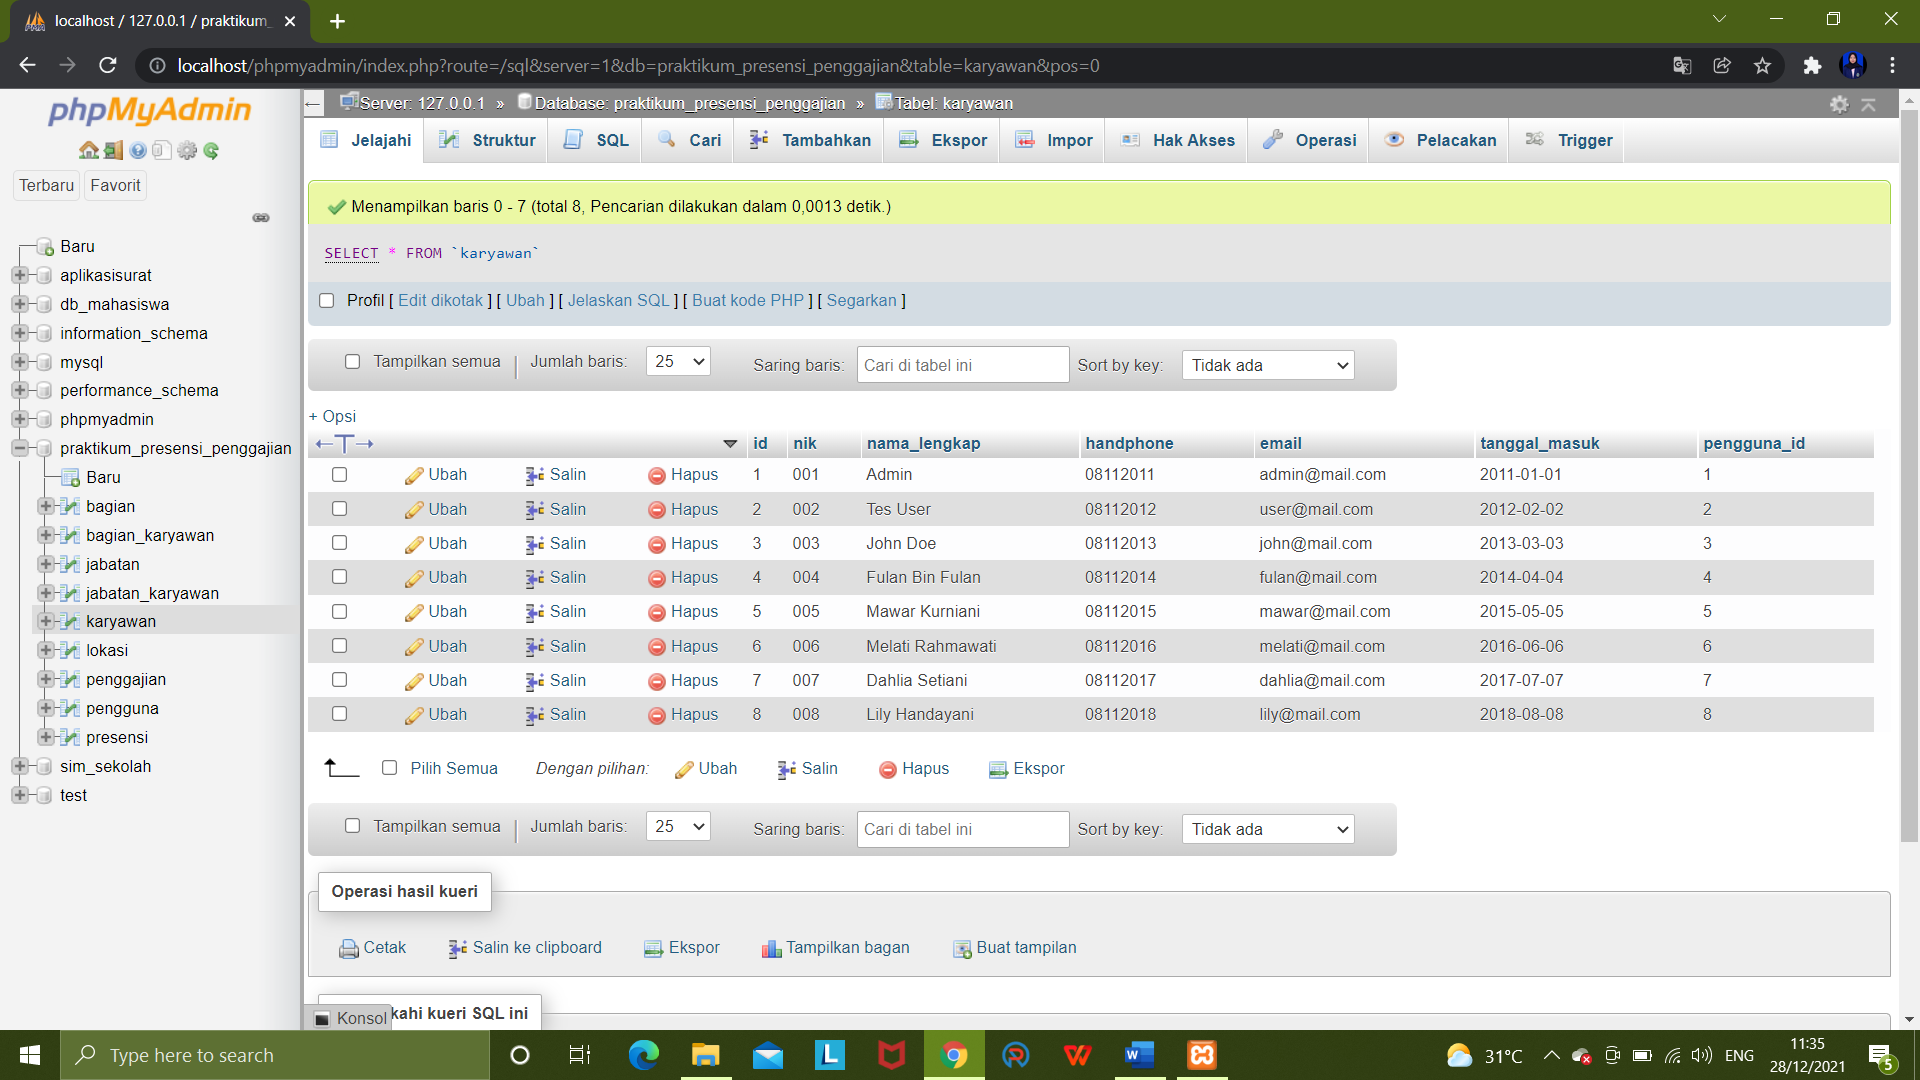 localhost / 127.0.0.1 / praktikum_
localhost/phpmyadmin/index.php?route=/sql&server=1&db=praktikum_presensi_penggajian&table=karyawan&pos=0
phpMyAdmin
Terbaru Favorit
Baru
aplikasisurat
db_mahasiswa
information_schema
mysql
performance_schema
phpmyadmin
praktikum_presensi_penggajian
Baru
bagian
bagian_karyawan
jabatan
jabatan_karyawan
karyawan
lokasi
penggajian
pengguna
presensi
sim_sekolah
test
Server: 127.0.0.1 » Database: praktikum_presensi_penggajian » Tabel: karyawan
Jelajahi Struktur SQL Cari Tambahkan Ekspor Impor Hak Akses Operasi Pelacakan Trigger
Menampilkan baris 0 - 7 (total 8, Pencarian dilakukan dalam 0,0013 detik.)
SELECT * FROM `karyawan`
Profil [ Edit dikotak ] [ Ubah ] [ Jelaskan SQL ] [ Buat kode PHP ] [ Segarkan ]
Tampilkan semua | Jumlah baris: 25 Saring baris: Cari di tabel ini Sort by key: Tidak ada
+ Opsi
←T→ id nik nama_lengkap handphone email tanggal_masuk pengguna_id
Ubah Salin Hapus 1 001 Admin 08112011 admin@mail.com 2011-01-01 1
Ubah Salin Hapus 2 002 Tes User 08112012 user@mail.com 2012-02-02 2
Ubah Salin Hapus 3 003 John Doe 08112013 john@mail.com 2013-03-03 3
Ubah Salin Hapus 4 004 Fulan Bin Fulan 08112014 fulan@mail.com 2014-04-04 4
Ubah Salin Hapus 5 005 Mawar Kurniani 08112015 mawar@mail.com 2015-05-05 5
Ubah Salin Hapus 6 006 Melati Rahmawati 08112016 melati@mail.com 2016-06-06 6
Ubah Salin Hapus 7 007 Dahlia Setiani 08112017 dahlia@mail.com 2017-07-07 7
Ubah Salin Hapus 8 008 Lily Handayani 08112018 lily@mail.com 2018-08-08 8
Pilih Semua Dengan pilihan: Ubah Salin Hapus Ekspor
Tampilkan semua | Jumlah baris: 25 Saring baris: Cari di tabel ini Sort by key: Tidak ada
Operasi hasil kueri
Cetak Salin ke clipboard Ekspor Tampilkan bagan Buat tampilan
Konsol kahi kueri SQL ini
Type here to search
31°C ENG
11:35
28/12/2021
5